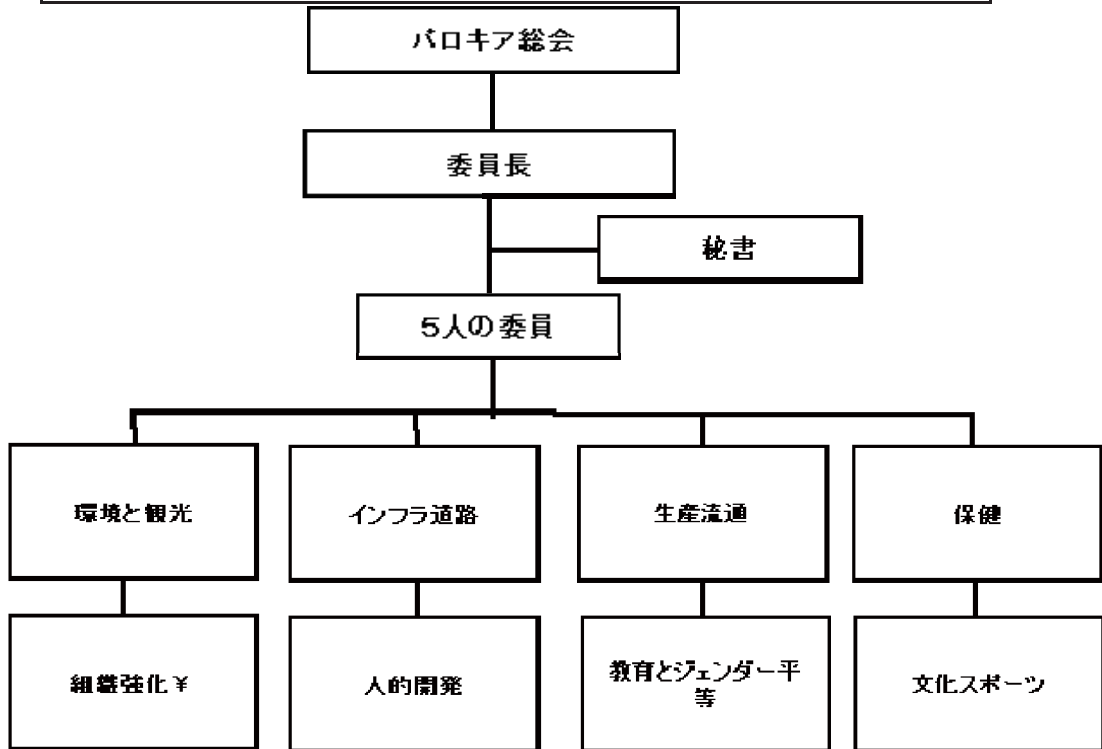 パロキア総会
委員長
秘書
5人の委員
環境と観光
インフラ道路
生産流通
保健
組織強化￥
人的開発
教育とジェンダー平
等
文化スポーツ